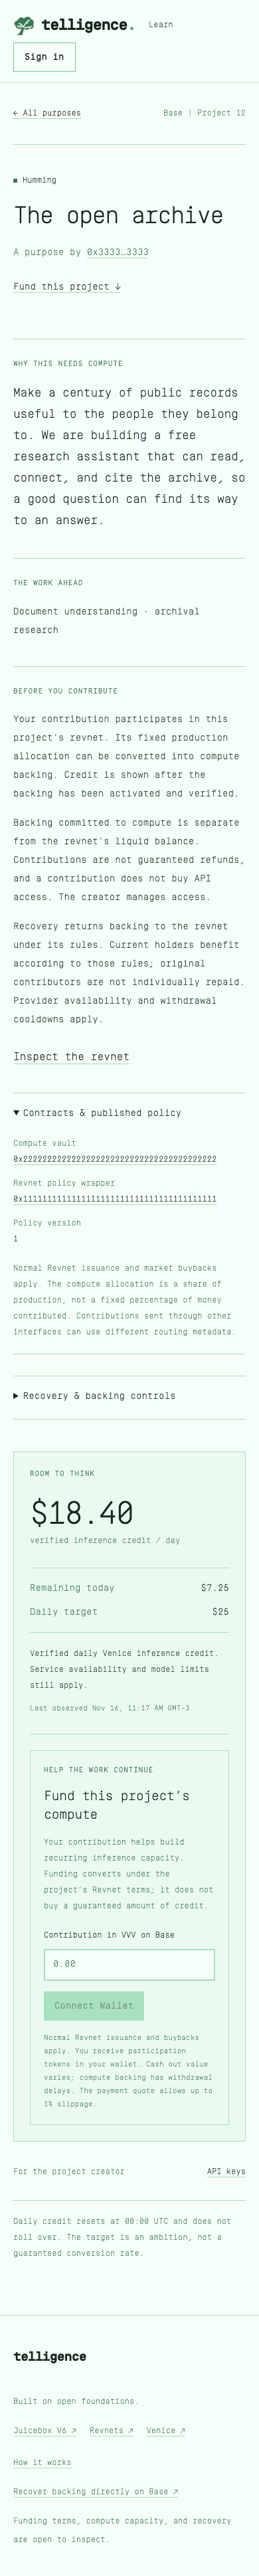 telligence.
Learn
Sign in
← All purposes
Base | Project 12
Humming
The open archive
A purpose by 0x3333…3333
Fund this project ↓
WHY THIS NEEDS COMPUTE
Make a century of public records
useful to the people they belong
to. We are building a free
research assistant that can read,
connect, and cite the archive, so
a good question can find its way
to an answer.
THE WORK AHEAD
Document understanding · archival
research
BEFORE YOU CONTRIBUTE
Your contribution participates in this
project's revnet. Its fixed production
allocation can be converted into compute
backing. Credit is shown after the
backing has been activated and verified.
Backing committed to compute is separate
from the revnet's liquid balance.
Contributions are not guaranteed refunds,
and a contribution does not buy API
access. The creator manages access.
Recovery returns backing to the revnet
under its rules. Current holders benefit
according to those rules; original
contributors are not individually repaid.
Provider availability and withdrawal
cooldowns apply.
Inspect the revnet
▼ Contracts & published policy
Compute vault
0x2222222222222222222222222222222222222222
Revnet policy wrapper
0x1111111111111111111111111111111111111111
Policy version
1
Normal Revnet issuance and market buybacks
apply. The compute allocation is a share of
production, not a fixed percentage of money
contributed. Contributions sent through other
interfaces can use different routing metadata.
▶ Recovery & backing controls
ROOM TO THINK
$18.40
verified inference credit / day
Remaining today
$7.25
Daily target
$25
Verified daily Venice inference credit.
Service availability and model limits
still apply.
Last observed Nov 16, 11:17 AM GMT-3.
HELP THE WORK CONTINUE
Fund this project’s
compute
Your contribution helps build
recurring inference capacity.
Funding converts under the
project's Revnet terms; it does not
buy a guaranteed amount of credit.
Contribution in VVV on Base
0.00
Connect Wallet
Normal Revnet issuance and buybacks
apply. You receive participation
tokens in your wallet. Cash out value
varies; compute backing has withdrawal
delays. The payment quote allows up to
1% slippage.
For the project creator
API keys
Daily credit resets at 00:00 UTC and does not
roll over. The target is an ambition, not a
guaranteed conversion rate.
telligence
Built on open foundations.
Juicebox V6 ↗
Revnets ↗
Venice ↗
How it works
Recover backing directly on Base ↗
Funding terms, compute capacity, and recovery
are open to inspect.